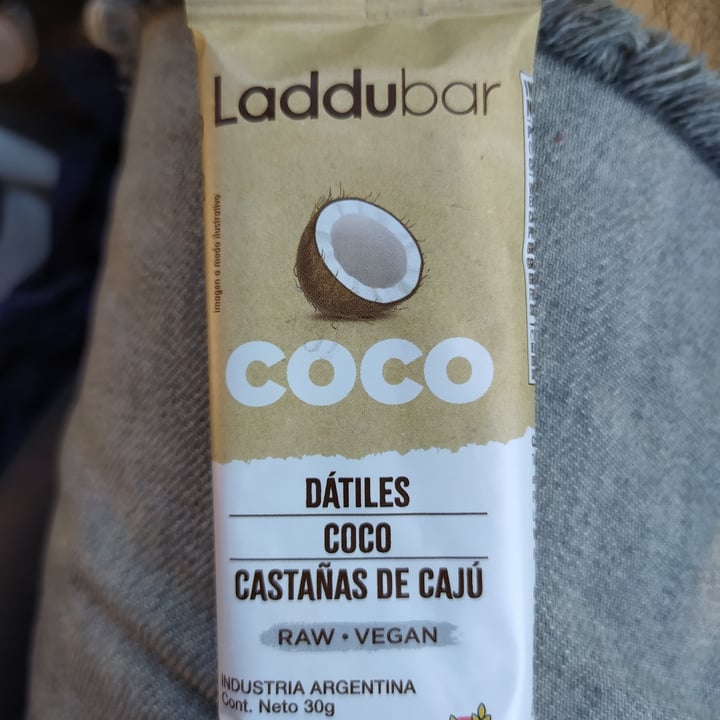 Laddubar
imagen a modo ilustrativo
COCO
DÁTILES
COCO
CASTAÑAS DE CAJÚ
RAW • VEGAN
INDUSTRIA ARGENTINA
Cont. Neto 30g